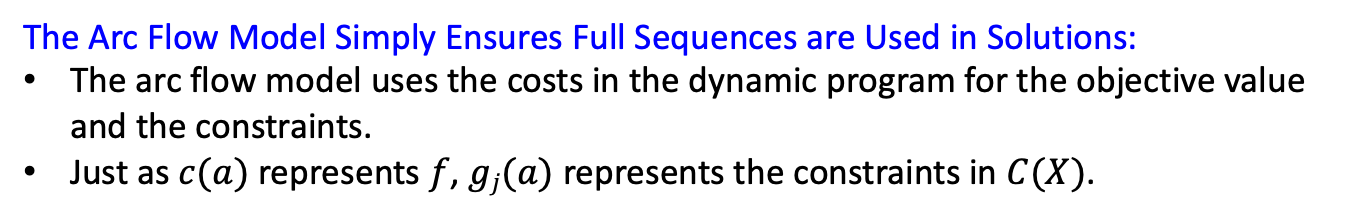 The Arc Flow Model Simply Ensures Full Sequences are Used in Solutions:
• The arc flow model uses the costs in the dynamic program for the objective value
and the constraints.
• Just as c(a) represents f, gⱼ(a) represents the constraints in C(X).